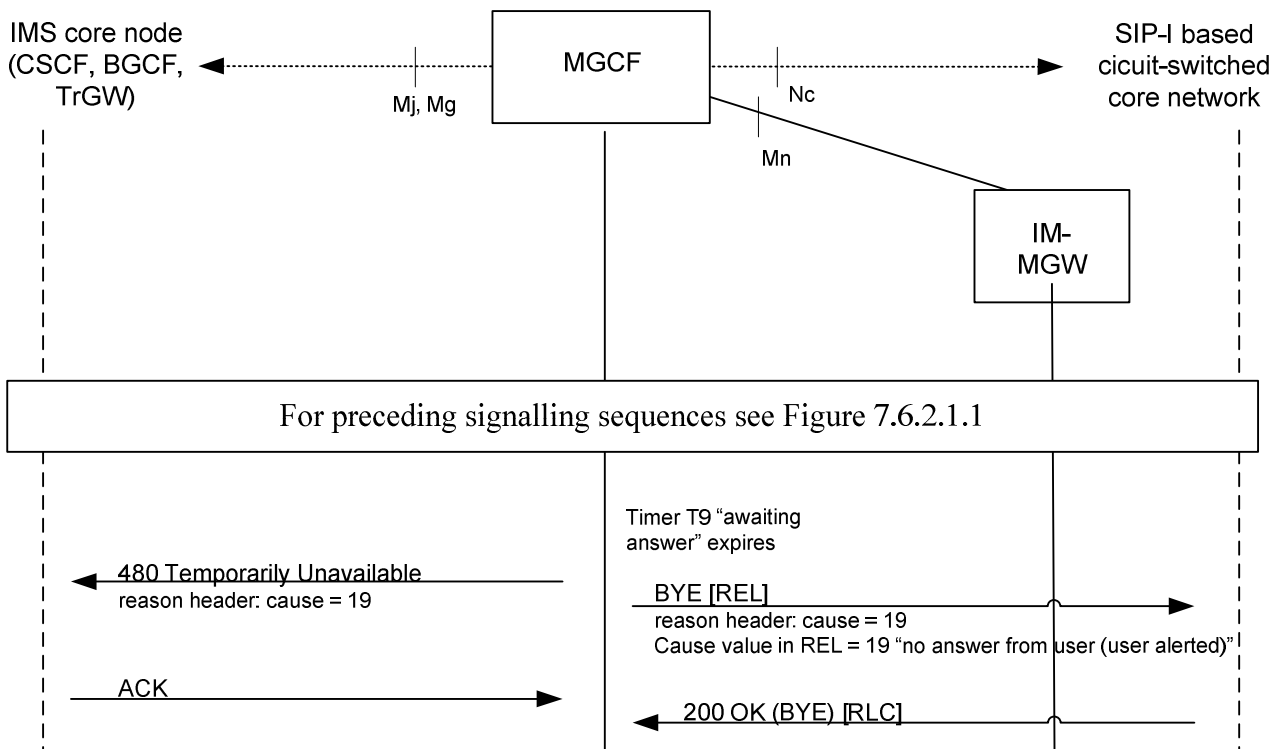 IMS core node
(CSCF, BGCF,
TrGW)
Mj, Mg
MGCF
Nc
Mn
SIP-I based
cicuit-switched
core network
IM-
MGW
For preceding signalling sequences see Figure 7.6.2.1.1
Timer T9 “awaiting
answer” expires
480 Temporarily Unavailable
reason header: cause = 19
BYE [REL]
reason header: cause = 19
Cause value in REL = 19 “no answer from user (user alerted)”
ACK
200 OK (BYE) [RLC]